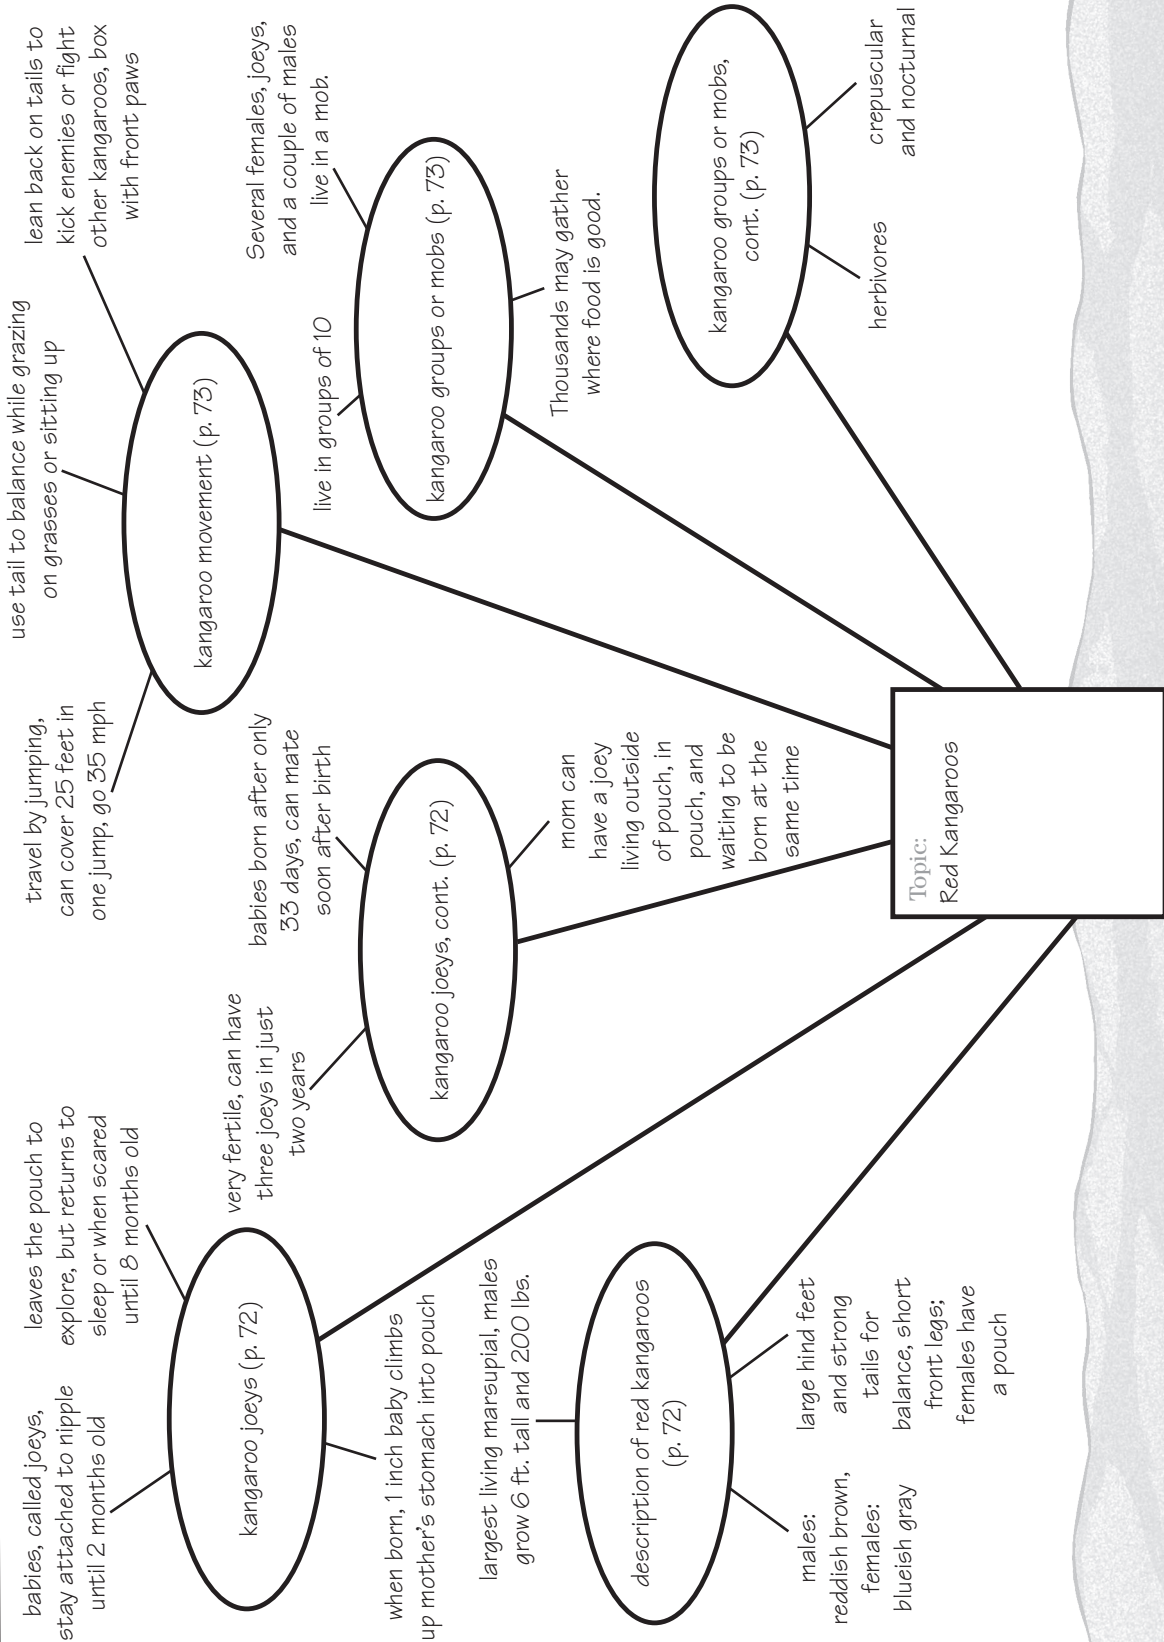 babies, called joeys,
stay attached to nipple
until 2 months old
leaves the pouch to
explore, but returns to
sleep or when scared
until 8 months old
kangaroo joeys (p. 72)
when born, 1 inch baby climbs
up mother's stomach into pouch
very fertile, can have
three joeys in just
two years
babies born after only
33 days, can mate
soon after birth
kangaroo joeys, cont. (p. 72)
mom can
have a joey
living outside
of pouch, in
pouch, and
waiting to be
born at the
same time
travel by jumping,
can cover 25 feet in
one jump, go 35 mph
use tail to balance while grazing
on grasses or sitting up
lean back on tails to
kick enemies or fight
other kangaroos, box
with front paws
kangaroo movement (p. 73)
live in groups of 10
Several females, joeys,
and a couple of males
live in a mob.
kangaroo groups or mobs (p. 73)
Thousands may gather
where food is good.
kangaroo groups or mobs,
cont. (p. 73)
herbivores
crepuscular
and nocturnal
largest living marsupial, males
grow 6 ft. tall and 200 lbs.
description of red kangaroos
(p. 72)
males:
reddish brown,
females:
blueish gray
large hind feet
and strong
tails for
balance, short
front legs;
females have
a pouch
Topic:
Red Kangaroos